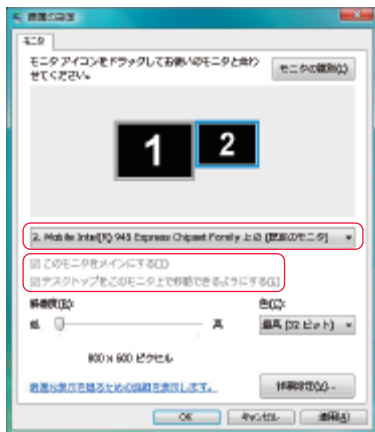 画面の設定
モニタ
モニタ アイコンをドラッグしてお使いのモニタと合わ
せてください。
モニタの識別(I)
1
2
2. Mobile Intel(R) 945 Express Chipset Family 上の (既定のモニタ)
このモニタをメインにする(T)
デスクトップをこのモニタ上で移動できるようにする(E)
解像度(R):
低
高
800 x 600 ピクセル
色(C):
最高 (32 ビット)
最適な表示を得るための詳細を表示します。
詳細設定(V)...
OK
キャンセル
適用(A)